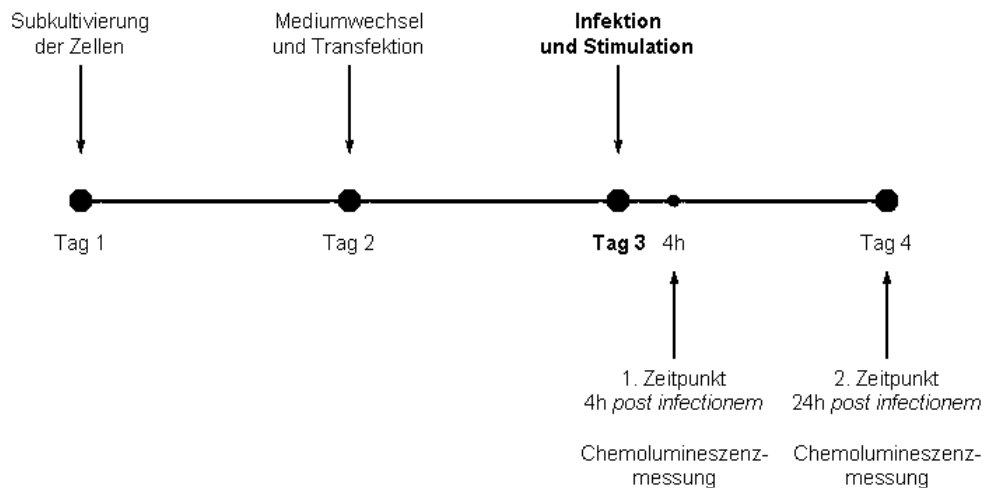 Subkultivierung
der Zellen
Mediumwechsel
und Transfektion
Infektion
und Stimulation
Tag 1
Tag 2
Tag 3
4h
Tag 4
1. Zeitpunkt
4h post infectionem
Chemolumineszenz-
messung
2. Zeitpunkt
24h post infectionem
Chemolumineszenz-
messung